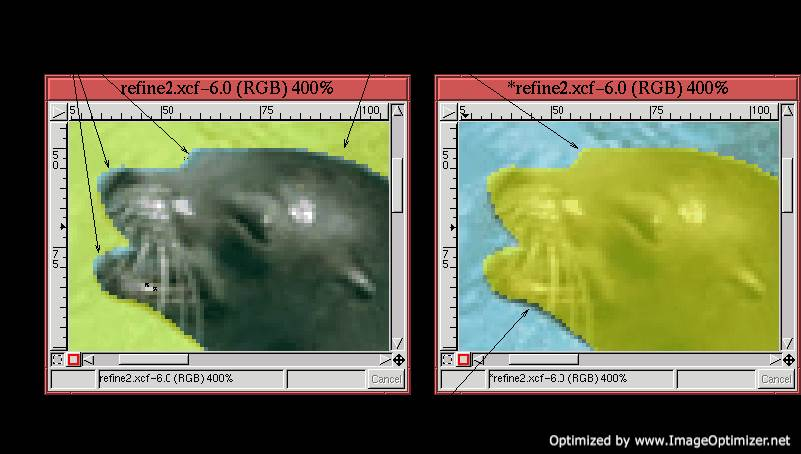 refine2.xcf-6.0 (RGB) 400%
5 50 75 100
50
75
refine2.xcf-6.0 (RGB) 400%
Cancel
*refine2.xcf-6.0 (RGB) 400%
5 50 75 100
50
75
*refine2.xcf-6.0 (RGB) 400%
Cancel
Optimized by www.ImageOptimizer.net